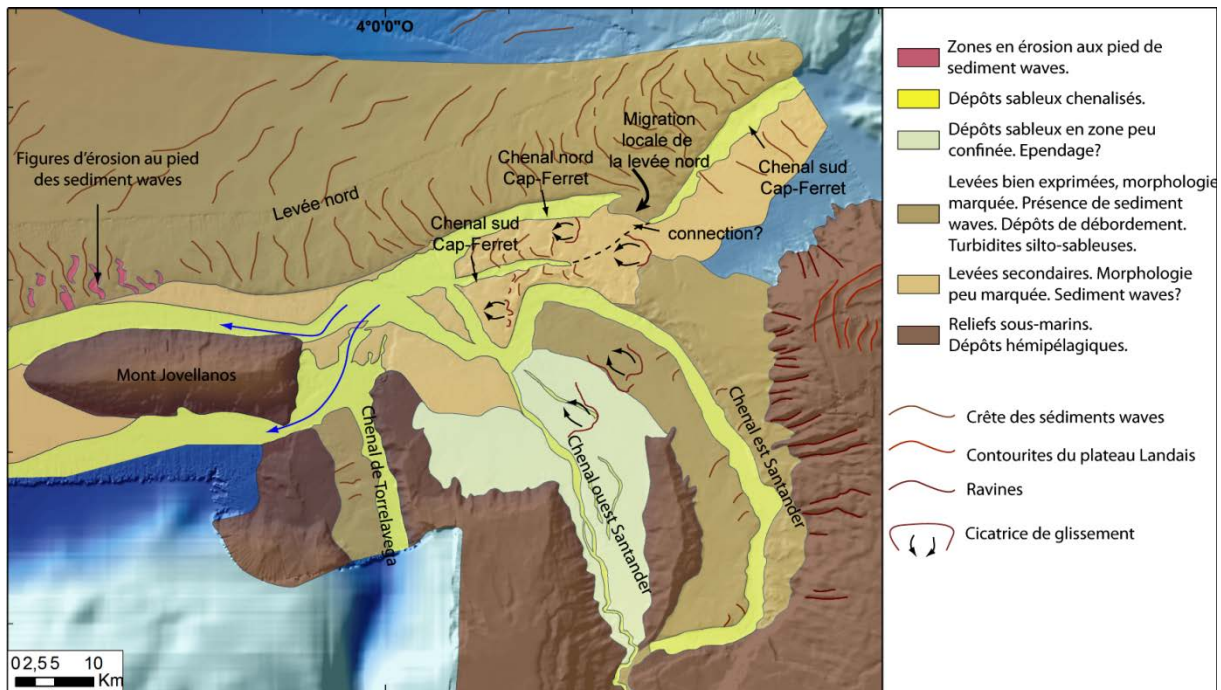 4°0'0"O
Figures d'érosion au pied
des sediment waves
Levée nord
Chenal nord
Cap-Ferret
Migration
locale de
la levée nord
Chenal sud
Cap-Ferret
Chenal sud
Cap-Ferret
connection?
Mont Jovellanos
Chenal de Torrelavega
Chenal ouest Santander
Chenal est Santander
0 2,5 5 10
Km
Zones en érosion aux pied de
sediment waves.
Dépôts sableux chenalisés.
Dépôts sableux en zone peu
confinée. Ependage?
Levées bien exprimées, morphologie
marquée. Présence de sediment
waves. Dépôts de débordement.
Turbidites silto-sableuses.
Levées secondaires. Morphologie
peu marquée. Sediment waves?
Reliefs sous-marins.
Dépôts hémipélagiques.
Crête des sédiments waves
Contourites du plateau Landais
Ravines
Cicatrice de glissement